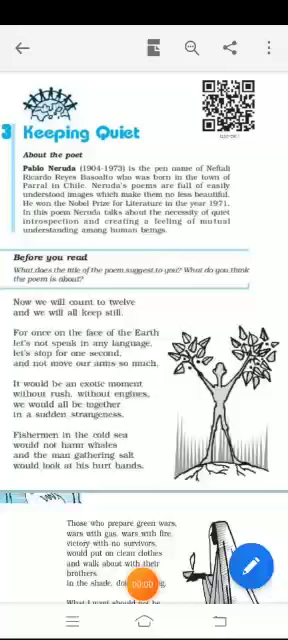 3 Keeping Quiet
About the poet
Pablo Neruda (1904-1973) is the pen name of Neftali
Ricardo Reyes Basoalto who was born in the town of
Parral in Chile. Neruda's poems are full of easily
understood images which make them no less beautiful.
He won the Nobel Prize for Literature in the year 1971.
In this poem Neruda talks about the necessity of quiet
introspection and creating a feeling of mutual
understanding among human beings.
Before you read
What does the title of the poem suggest to you? What do you think
the poem is about?
Now we will count to twelve
and we will all keep still.
For once on the face of the Earth
let's not speak in any language,
let's stop for one second,
and not move our arms so much.
It would be an exotic moment
without rush, without engines,
we would all be together
in a sudden strangeness.
Fishermen in the cold sea
would not harm whales
and the man gathering salt
would look at his hurt hands.
Those who prepare green wars,
wars with gas, wars with fire,
victory with no survivors,
would put on clean clothes
and walk about with their
brothers
in the shade,
00:00
What I want should not be